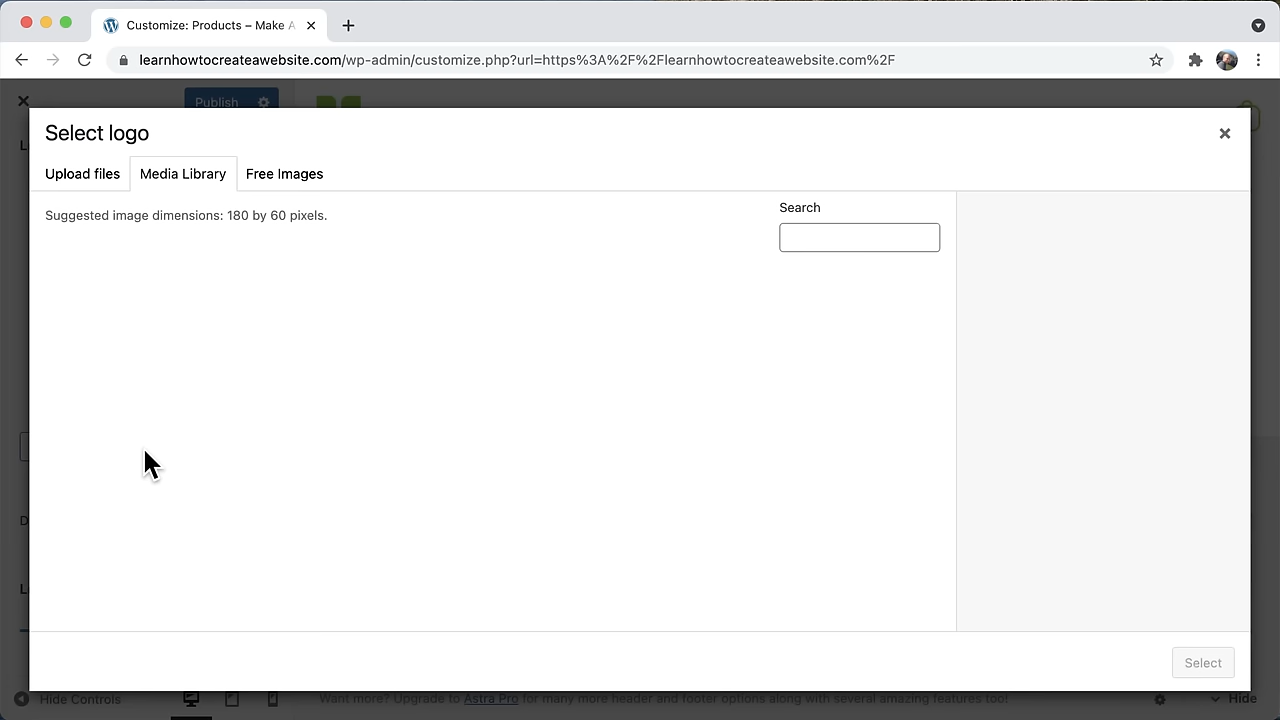 Customize: Products – Make A
learnhowtocreateawebsite.com/wp-admin/customize.php?url=https%3A%2F%2Flearnhowtocreateawebsite.com%2F
Publish
Select logo
Upload files
Media Library
Free Images
Suggested image dimensions: 180 by 60 pixels.
Search
Select
Hide Controls
Want more? Upgrade to Astra Pro for many more header and footer options along with several amazing features too!
Hide